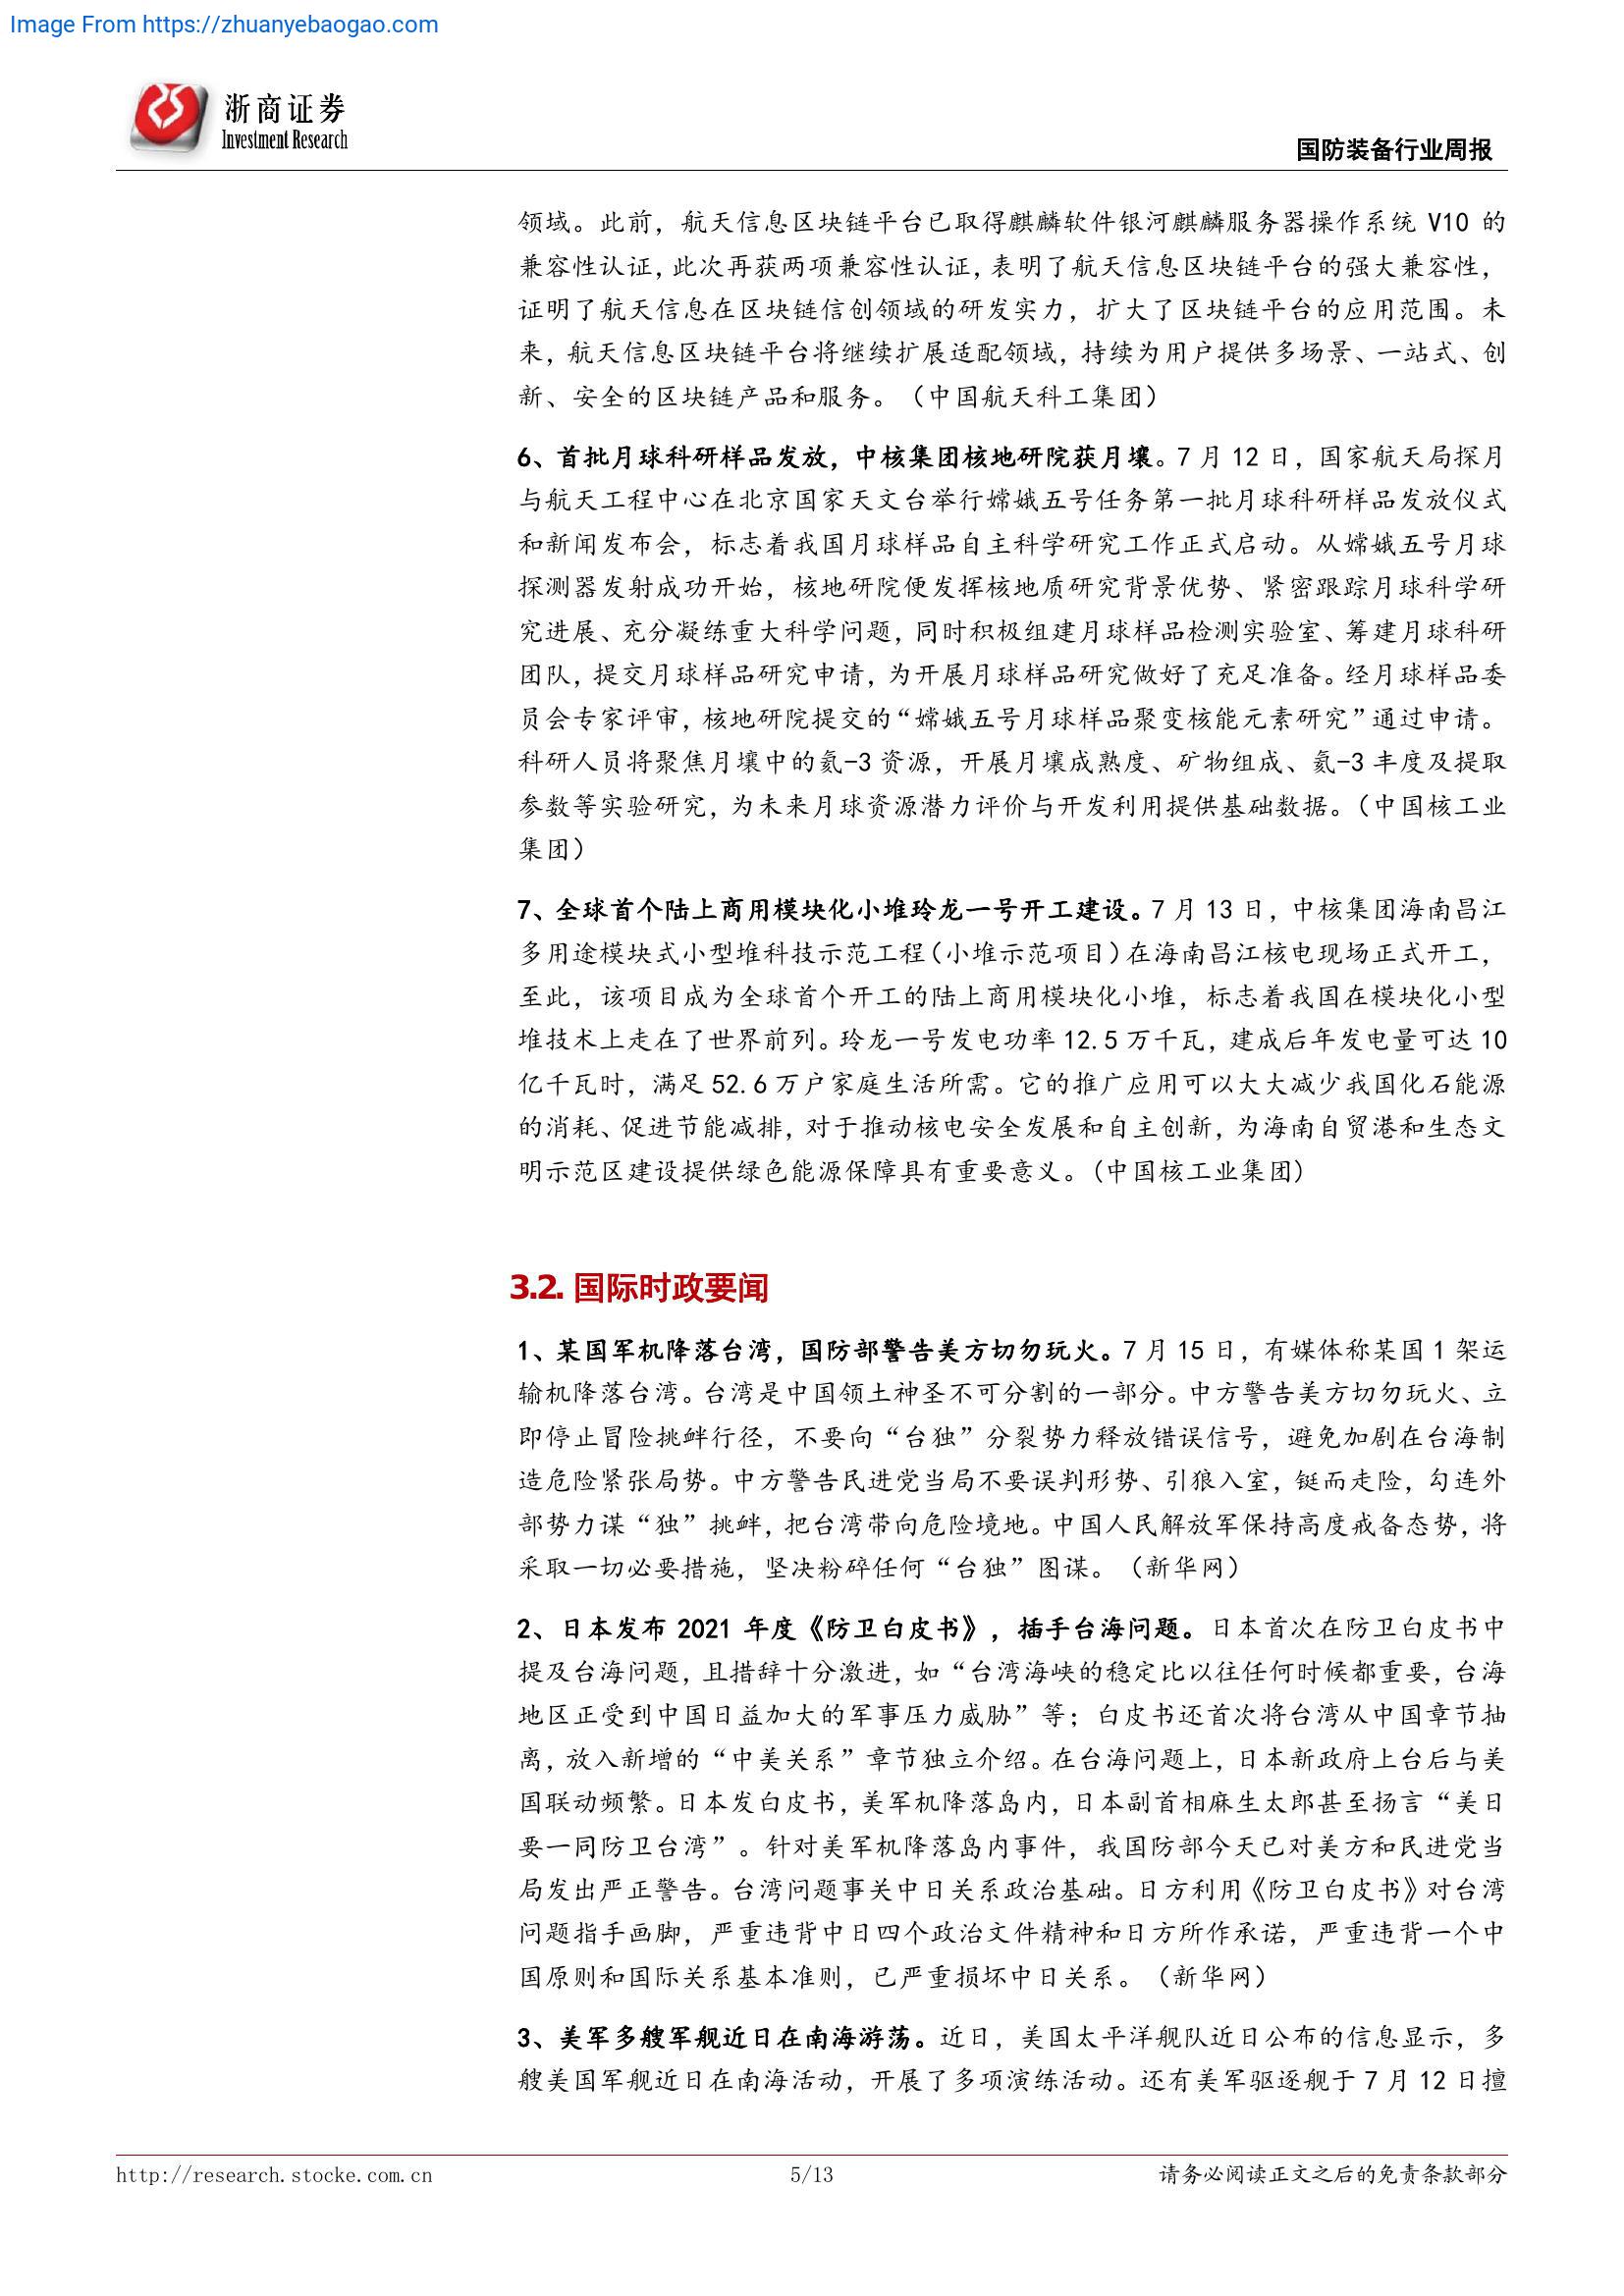 Image From https://zhuanyebaogao.com
浙商证券
Investment Research
国防装备行业周报
领域。此前，航天信息区块链平台已取得麒麟软件银河麒麟服务器操作系统 V10 的
兼容性认证，此次再获两项兼容性认证，表明了航天信息区块链平台的强大兼容性，
证明了航天信息在区块链信创领域的研发实力，扩大了区块链平台的应用范围。未
来，航天信息区块链平台将继续扩展适配领域，持续为用户提供多场景、一站式、创
新、安全的区块链产品和服务。（中国航天科工集团）
6、首批月球科研样品发放，中核集团核地研院获月壤。7 月 12 日，国家航天局探月
与航天工程中心在北京国家天文台举行嫦娥五号任务第一批月球科研样品发放仪式
和新闻发布会，标志着我国月球样品自主科学研究工作正式启动。从嫦娥五号月球
探测器发射成功开始，核地研院便发挥核地质研究背景优势、紧密跟踪月球科学研
究进展、充分凝练重大科学问题，同时积极组建月球样品检测实验室、筹建月球科研
团队，提交月球样品研究申请，为开展月球样品研究做好了充足准备。经月球样品委
员会专家评审，核地研院提交的“嫦娥五号月球样品聚变核能元素研究”通过申请。
科研人员将聚焦月壤中的氦-3 资源，开展月壤成熟度、矿物组成、氦-3 丰度及提取
参数等实验研究，为未来月球资源潜力评价与开发利用提供基础数据。（中国核工业
集团）
7、全球首个陆上商用模块化小堆玲龙一号开工建设。7 月 13 日，中核集团海南昌江
多用途模块式小型堆科技示范工程（小堆示范项目）在海南昌江核电现场正式开工，
至此，该项目成为全球首个开工的陆上商用模块化小堆，标志着我国在模块化小型
堆技术上走在了世界前列。玲龙一号发电功率 12.5 万千瓦，建成后年发电量可达 10
亿千瓦时，满足 52.6 万户家庭生活所需。它的推广应用可以大大减少我国化石能源
的消耗、促进节能减排，对于推动核电安全发展和自主创新，为海南自贸港和生态文
明示范区建设提供绿色能源保障具有重要意义。(中国核工业集团)
3.2. 国际时政要闻
1、某国军机降落台湾，国防部警告美方切勿玩火。7 月 15 日，有媒体称某国 1 架运
输机降落台湾。台湾是中国领土神圣不可分割的一部分。中方警告美方切勿玩火、立
即停止冒险挑衅行径，不要向“台独”分裂势力释放错误信号，避免加剧在台海制
造危险紧张局势。中方警告民进党当局不要误判形势、引狼入室，铤而走险，勾连外
部势力谋“独”挑衅，把台湾带向危险境地。中国人民解放军保持高度戒备态势，将
采取一切必要措施，坚决粉碎任何“台独”图谋。（新华网）
2、日本发布 2021 年度《防卫白皮书》，插手台海问题。日本首次在防卫白皮书中
提及台海问题，且措辞十分激进，如“台湾海峡的稳定比以往任何时候都重要，台海
地区正受到中国日益加大的军事压力威胁”等；白皮书还首次将台湾从中国章节抽
离，放入新增的“中美关系”章节独立介绍。在台海问题上，日本新政府上台后与美
国联动频繁。日本发白皮书，美军机降落岛内，日本副首相麻生太郎甚至扬言“美日
要一同防卫台湾”。针对美军机降落岛内事件，我国防部今天已对美方和民进党当
局发出严正警告。台湾问题事关中日关系政治基础。日方利用《防卫白皮书》对台湾
问题指手画脚，严重违背中日四个政治文件精神和日方所作承诺，严重违背一个中
国原则和国际关系基本准则，已严重损坏中日关系。（新华网）
3、美军多艘军舰近日在南海游荡。近日，美国太平洋舰队近日公布的信息显示，多
艘美国军舰近日在南海活动，开展了多项演练活动。还有美军驱逐舰于 7 月 12 日擅
http://research.stocke.com.cn
5/13
请务必阅读正文之后的免责条款部分